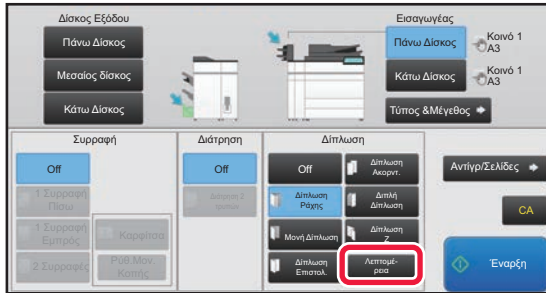 Δίσκος Εξόδου
Εισαγωγέας
Πάνω Δίσκος
Πάνω Δίσκος
Κοινό 1
A3
Μεσαίος δίσκος
Κάτω Δίσκος
Κοινό 1
A3
Κάτω Δίσκος
Τύπος &Μέγεθος
Συρραφή
Διάτρηση
Δίπλωση
Off
Off
Off
Δίπλωση
Ακορντ.
Αντίγρ/Σελίδες
1 Συρραφή
Πίσω
Διάτρηση 2
Δίπλωση
Ράχης
Διπλή
Δίπλωση
CA
1 Συρραφή
Εμπρός
Καρφίτσα
Μονή Δίπλωση
Δίπλωση
Z
2 Συρραφές
Ρύθ.Μον.
Κοπής
Δίπλωση
Επιστολ.
Λεπτομέ-
ρεια
Έναρξη